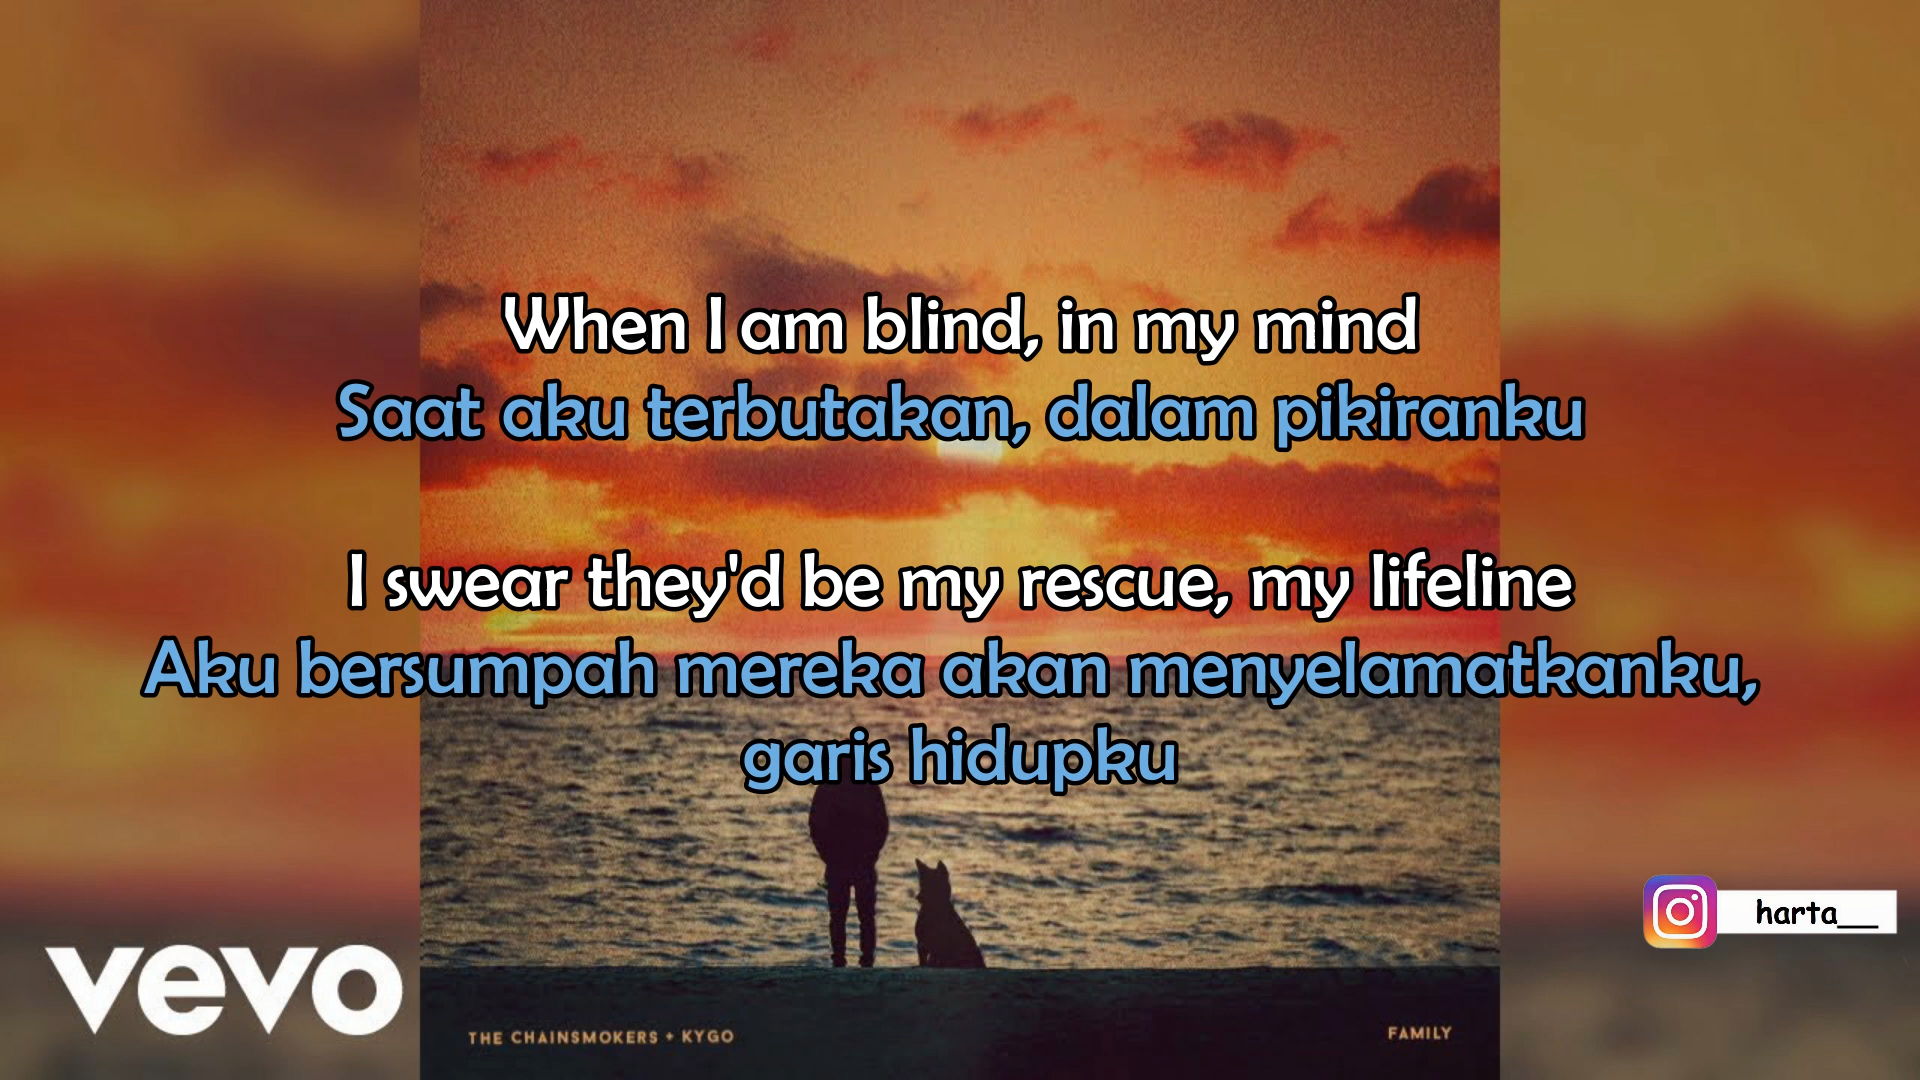 When I am blind, in my mind
Saat aku terbutakan, dalam pikiranku
I swear they'd be my rescue, my lifeline
Aku bersumpah mereka akan menyelamatkanku,
garis hidupku
harta__
vevo
THE CHAINSMOKERS + KYGO
FAMILY